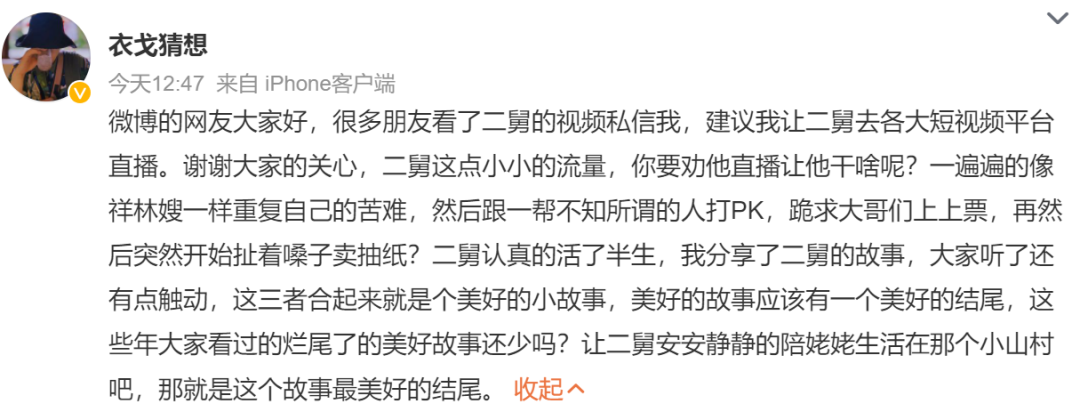 衣戈猜想
今天12:47 来自 iPhone客户端
微博的网友大家好，很多朋友看了二舅的视频私信我，建议我让二舅去各大短视频平台
直播。谢谢大家的关心，二舅这点小小的流量，你要劝他直播让他干啥呢？一遍遍的像
祥林嫂一样重复自己的苦难，然后跟一帮不知所谓的人打PK，跪求大哥们上上票，再然
后突然开始扯着嗓子卖抽纸？二舅认真的活了半生，我分享了二舅的故事，大家听了还
有点触动，这三者合起来就是个美好的小故事，美好的故事应该有一个美好的结尾，这
些年大家看过的烂尾了的美好故事还少吗？让二舅安安静静的陪姥姥生活在那个小山村
吧，那就是这个故事最美好的结尾。 收起